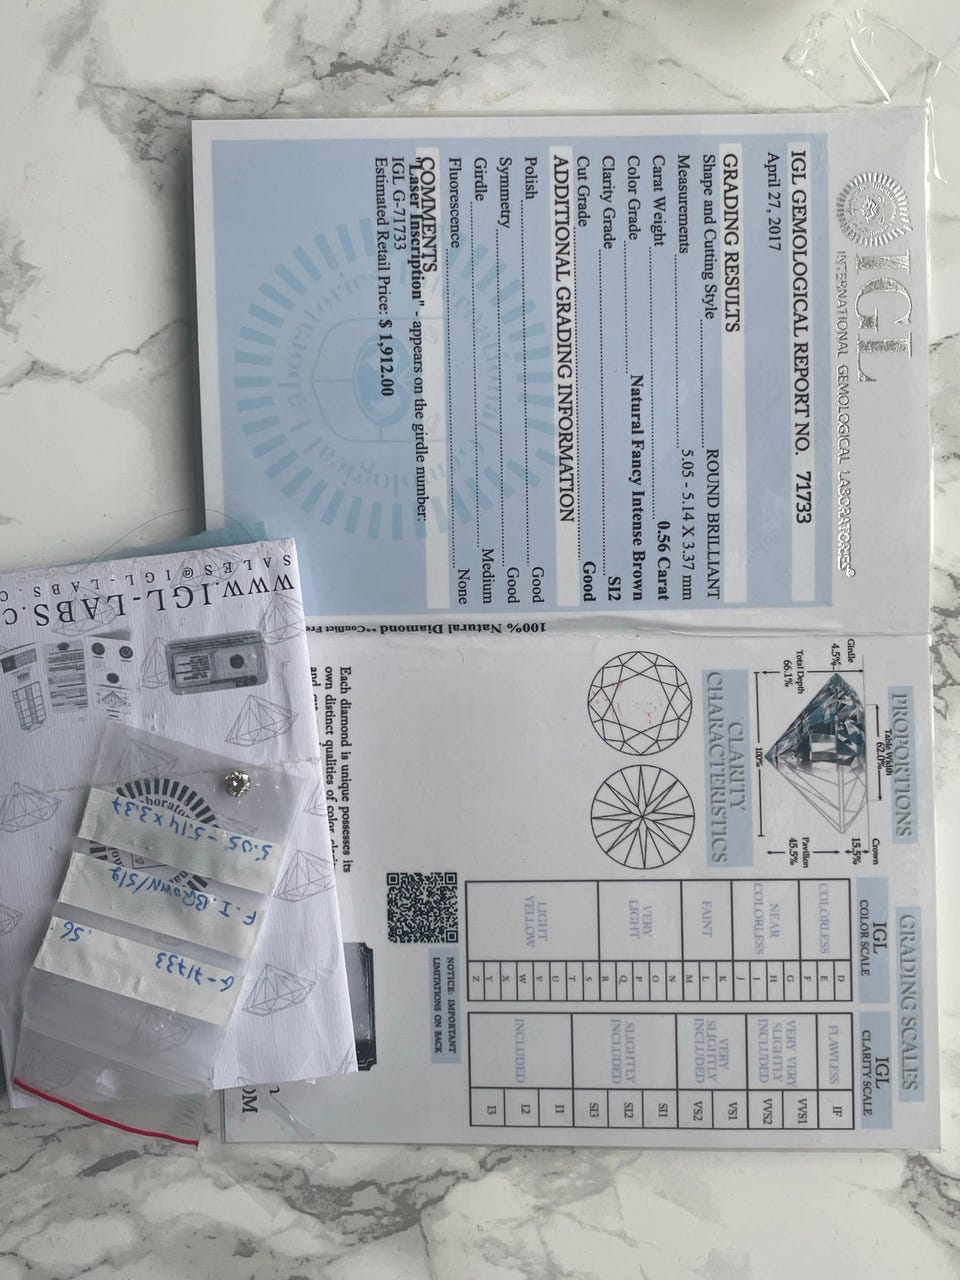 IGL
INTERNATIONAL GEMOLOGICAL LABORATORIES®
IGL GEMOLOGICAL REPORT NO. 71733
April 27, 2017
GRADING RESULTS
Shape and Cutting Style ROUND BRILLIANT
Measurements 5.05 - 5.14 X 3.37 mm
Carat Weight 0.56 Carat
Color Grade Natural Fancy Intense Brown
Clarity Grade SI2
Cut Grade Good
ADDITIONAL GRADING INFORMATION
Polish Good
Symmetry Good
Girdle Medium
Fluorescence None
COMMENTS
"Laser Inscription" - appears on the girdle number:
IGL G-71733
Estimated Retail Price: $ 1,912.00
100% Natural Diamond **Conflict Fre
PROPORTIONS
Table Width
62.0%
Girdle
4.5%
Total Depth
66.1%
100%
Crown
15.5%
Pavilion
45.5%
CLARITY
CHARACTERISTICS
Each diamond is unique possesses its
own distinct qualities of color,
GRADING SCALES
IGL
COLOR SCALE
COLORLESS
D
E
F
NEAR
COLORLESS
G
H
I
J
FAINT
K
L
M
VERY
LIGHT
N
O
P
Q
R
LIGHT
YELLOW
S
T
U
V
W
X
Y
Z
IGL
CLARITY SCALE
FLAWLESS
IF
VERY VERY
SLIGHTLY
INCLUDED
VVS1
VVS2
VERY
SLIGHTLY
INCLUDED
VS1
VS2
SLIGHTLY
INCLUDED
SI1
SI2
SI3
INCLUDED
I1
I2
I3
NOTICE: IMPORTANT
LIMITATIONS ON BACK
WWW.IGL-LABS.C
SALES@IGL-LABS.C
5.05 - 5.14 x 3.37
F. I. BROWN/SI2
.56
G-71733